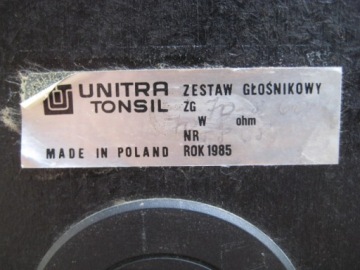 UNITRA ZESTAW GŁOŚNIKOWY
TONSIL ZG
W ohm
NR
MADE IN POLAND ROK 1985